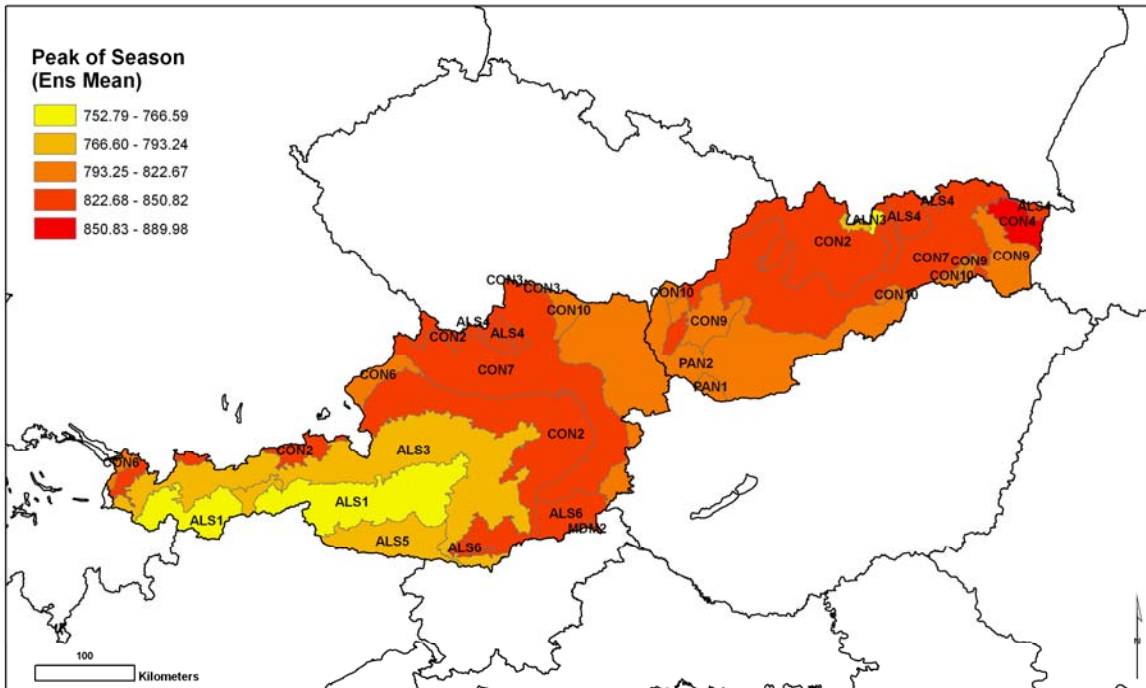 Peak of Season
(Ens Mean)
752.79 - 766.59
766.60 - 793.24
793.25 - 822.67
822.68 - 850.82
850.83 - 889.98
ALS4
ALS4
ALN3
ALS4
CON4
CON2
CON7
CON9
CON9
CON10
CON3
CON3
CON10
CON10
CON10
ALS4
ALS4
CON2
CON9
CON7
PAN2
CON6
PAN1
CON2
ALS3
CON2
CON6
ALS1
ALS1
ALS6
MDM2
ALS5
ALS6
100
Kilometers
N